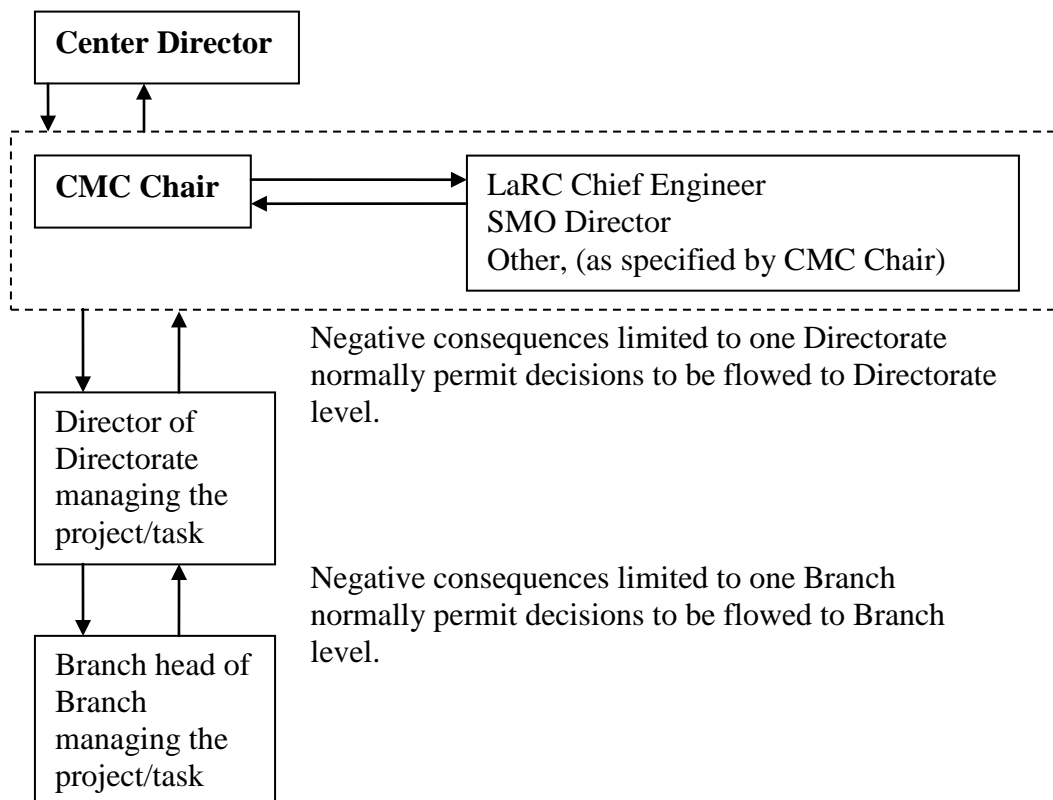 Center Director
CMC Chair
LaRC Chief Engineer
SMO Director
Other, (as specified by CMC Chair)
Negative consequences limited to one Directorate
normally permit decisions to be flowed to Directorate
level.
Director of
Directorate
managing the
project/task
Negative consequences limited to one Branch
normally permit decisions to be flowed to Branch
level.
Branch head of
Branch
managing the
project/task